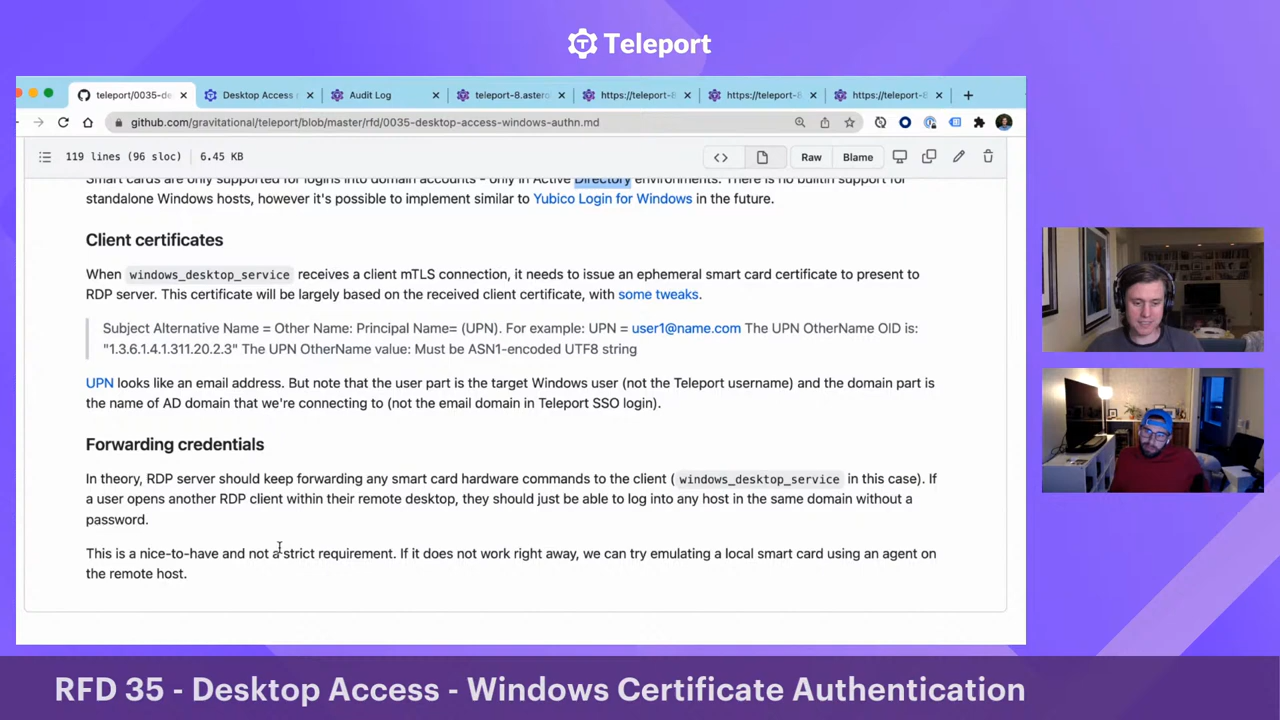 Teleport
teleport/0035-de
Desktop Access
Audit Log
teleport-8.astero
https://teleport-8
https://teleport-8.
https://teleport-8
github.com/gravitational/teleport/blob/master/rfd/0035-desktop-access-windows-authn.md
119 lines (96 sloc) 6.45 KB
Raw
Blame
Smart cards are only supported for logins into domain accounts - only in Active Directory environments. There is no builtin support for
standalone Windows hosts, however it's possible to implement similar to Yubico Login for Windows in the future.
Client certificates
When windows_desktop_service receives a client mTLS connection, it needs to issue an ephemeral smart card certificate to present to
RDP server. This certificate will be largely based on the received client certificate, with some tweaks.
Subject Alternative Name = Other Name: Principal Name= (UPN). For example: UPN = user1@name.com The UPN OtherName OID is:
"1.3.6.1.4.1.311.20.2.3" The UPN OtherName value: Must be ASN1-encoded UTF8 string
UPN looks like an email address. But note that the user part is the target Windows user (not the Teleport username) and the domain part is
the name of AD domain that we're connecting to (not the email domain in Teleport SSO login).
Forwarding credentials
In theory, RDP server should keep forwarding any smart card hardware commands to the client ( windows_desktop_service in this case). If
a user opens another RDP client within their remote desktop, they should just be able to log into any host in the same domain without a
password.
This is a nice-to-have and not a strict requirement. If it does not work right away, we can try emulating a local smart card using an agent on
the remote host.
RFD 35 - Desktop Access - Windows Certificate Authentication